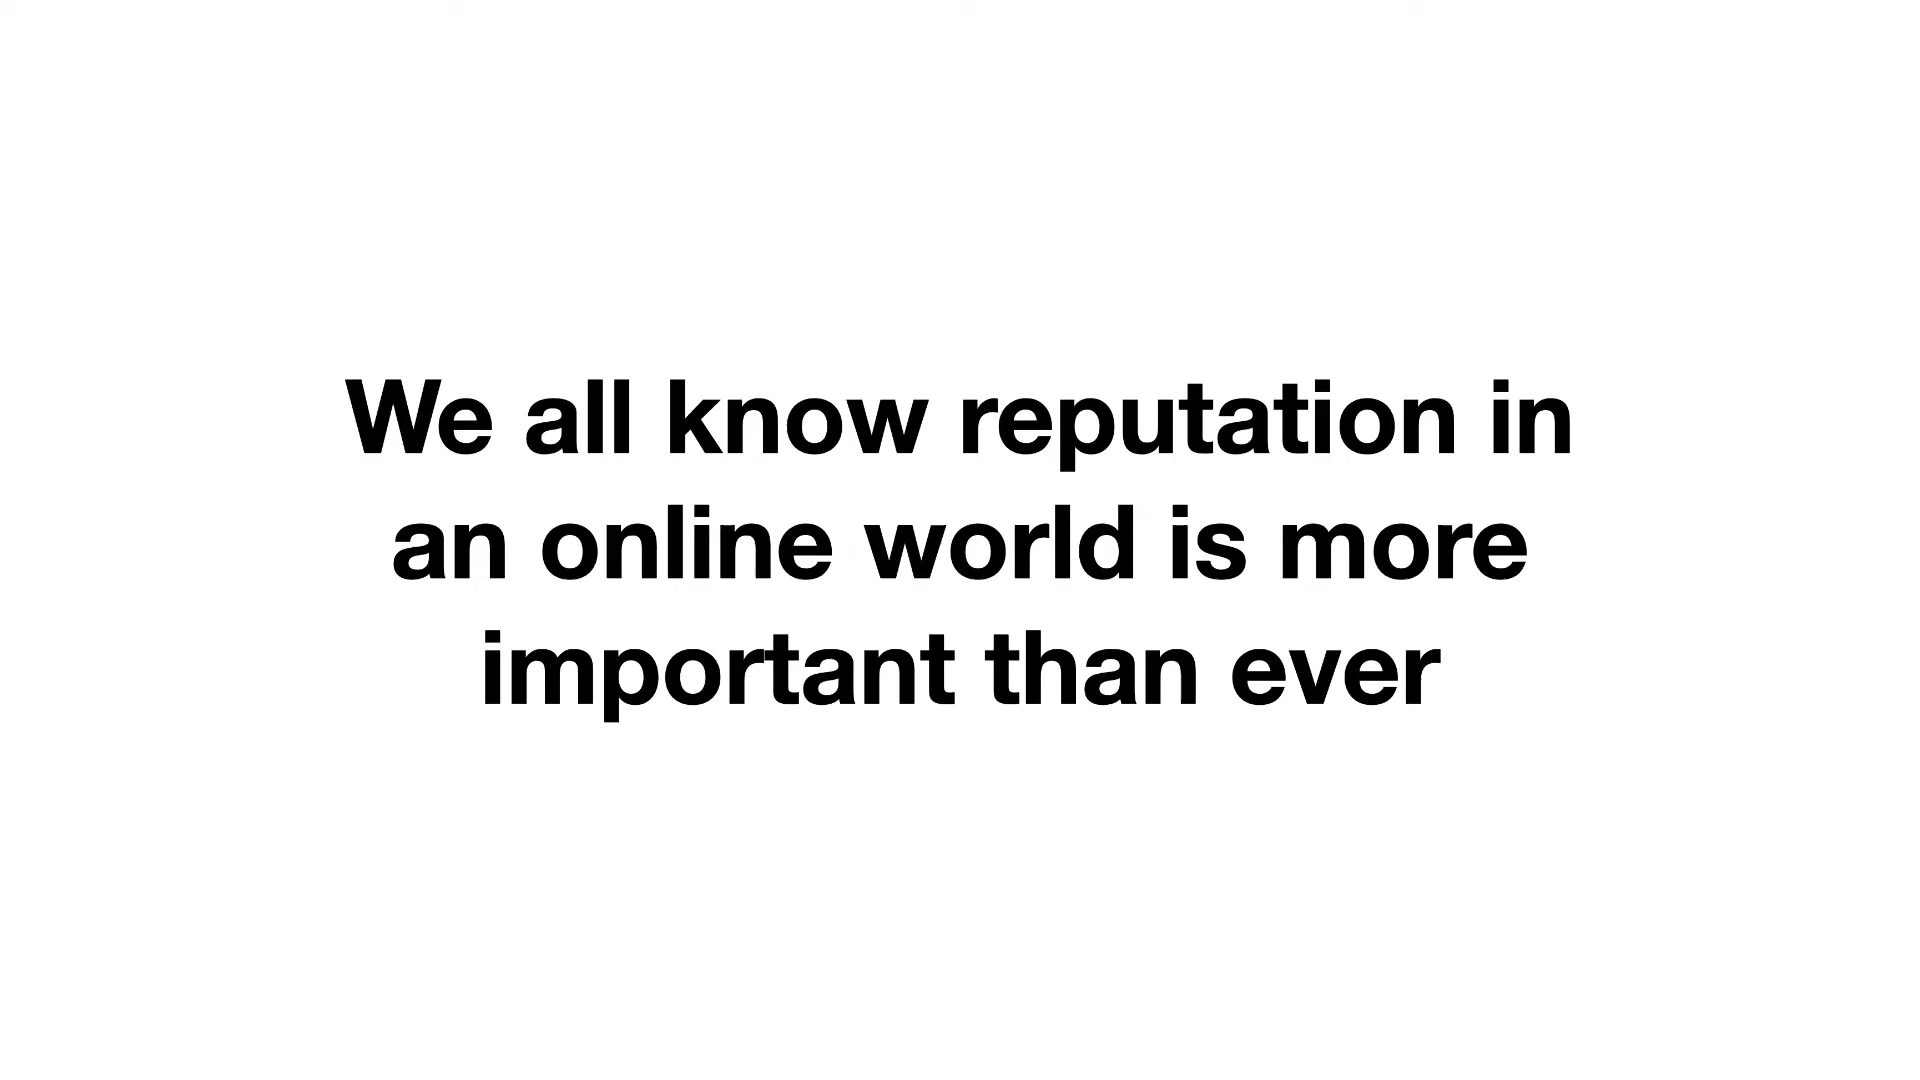 We all know reputation in
an online world is more
important than ever